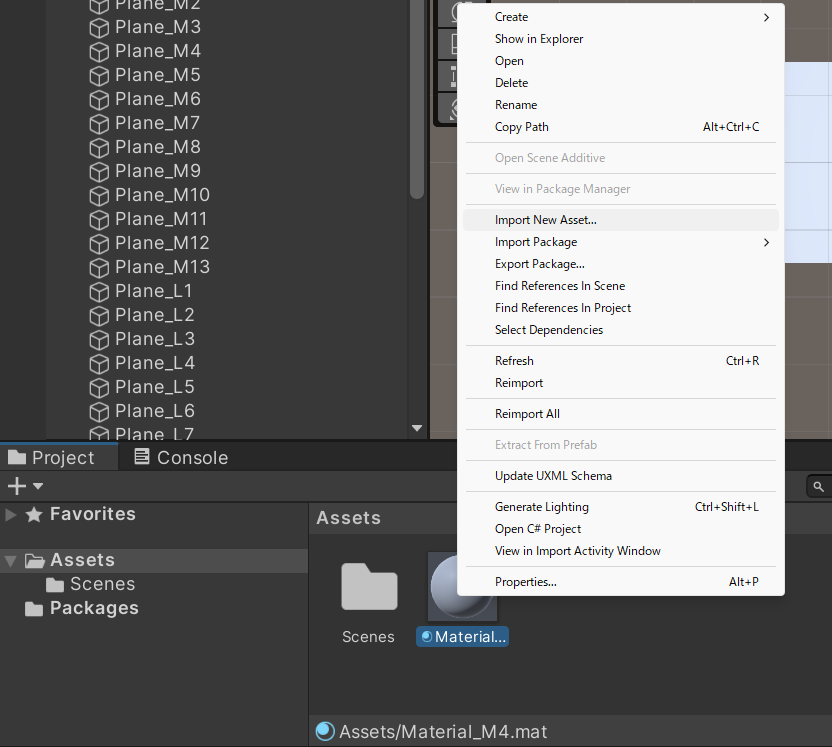 Plane_M2
Plane_M3
Plane_M4
Plane_M5
Plane_M6
Plane_M7
Plane_M8
Plane_M9
Plane_M10
Plane_M11
Plane_M12
Plane_M13
Plane_L1
Plane_L2
Plane_L3
Plane_L4
Plane_L5
Plane_L6
Plane_L7
Create
Show in Explorer
Open
Delete
Rename
Copy Path Alt+Ctrl+C
Open Scene Additive
View in Package Manager
Import New Asset...
Import Package
Export Package...
Find References In Scene
Find References In Project
Select Dependencies
Refresh Ctrl+R
Reimport
Reimport All
Extract From Prefab
Update UXML Schema
Generate Lighting Ctrl+Shift+L
Open C# Project
View in Import Activity Window
Properties... Alt+P
Project Console
Favorites
Assets
Scenes
Packages
Assets
Scenes Material...
Assets/Material_M4.mat